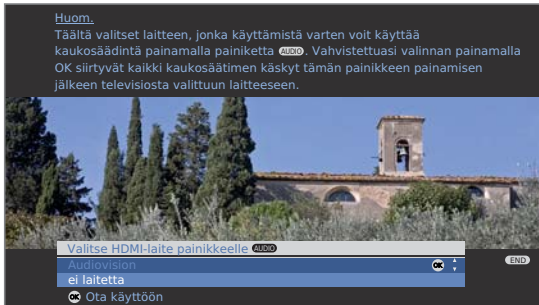 Huom.
Täältä valitset laitteen, jonka käyttämistä varten voit käyttää
kaukosäädintä painamalla painiketta AUDIO. Vahvistettuasi valinnan painamalla
OK siirtyvät kaikki kaukosäätimen käskyt tämän painikkeen painamisen
jälkeen televisiosta valittuun laitteeseen.
Valitse HDMI-laite painikkeelle AUDIO
Audiovision OK
END
ei laitetta
OK Ota käyttöön